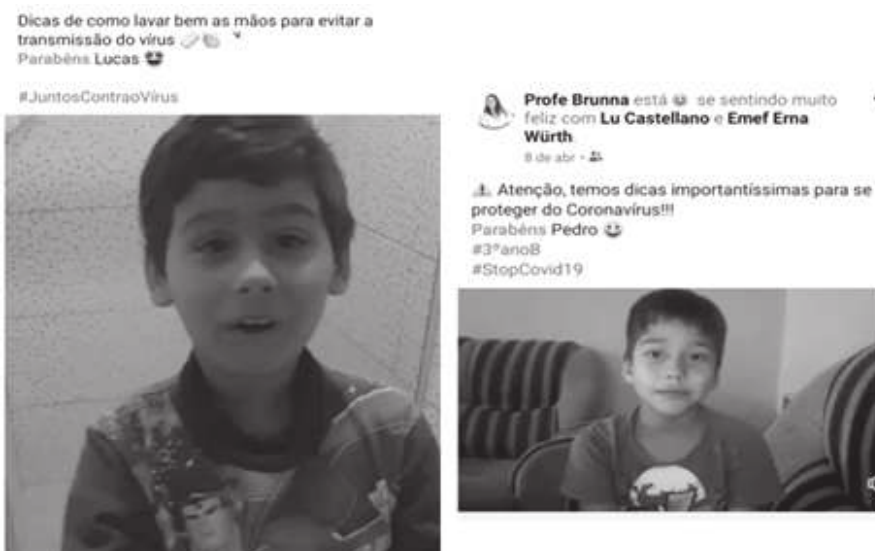 Dicas de como lavar bem as mãos para evitar a
transmissão do vírus
Parabéns Lucas
#JuntosContraoVírus
Profe Brunna está se sentindo muito
feliz com Lu Castellano e Emef Erna
Würth
8 de abr
Atenção, temos dicas importantíssimas para se
proteger do Coronavírus!!!
Parabéns Pedro
#3ºanoB
#StopCovid19